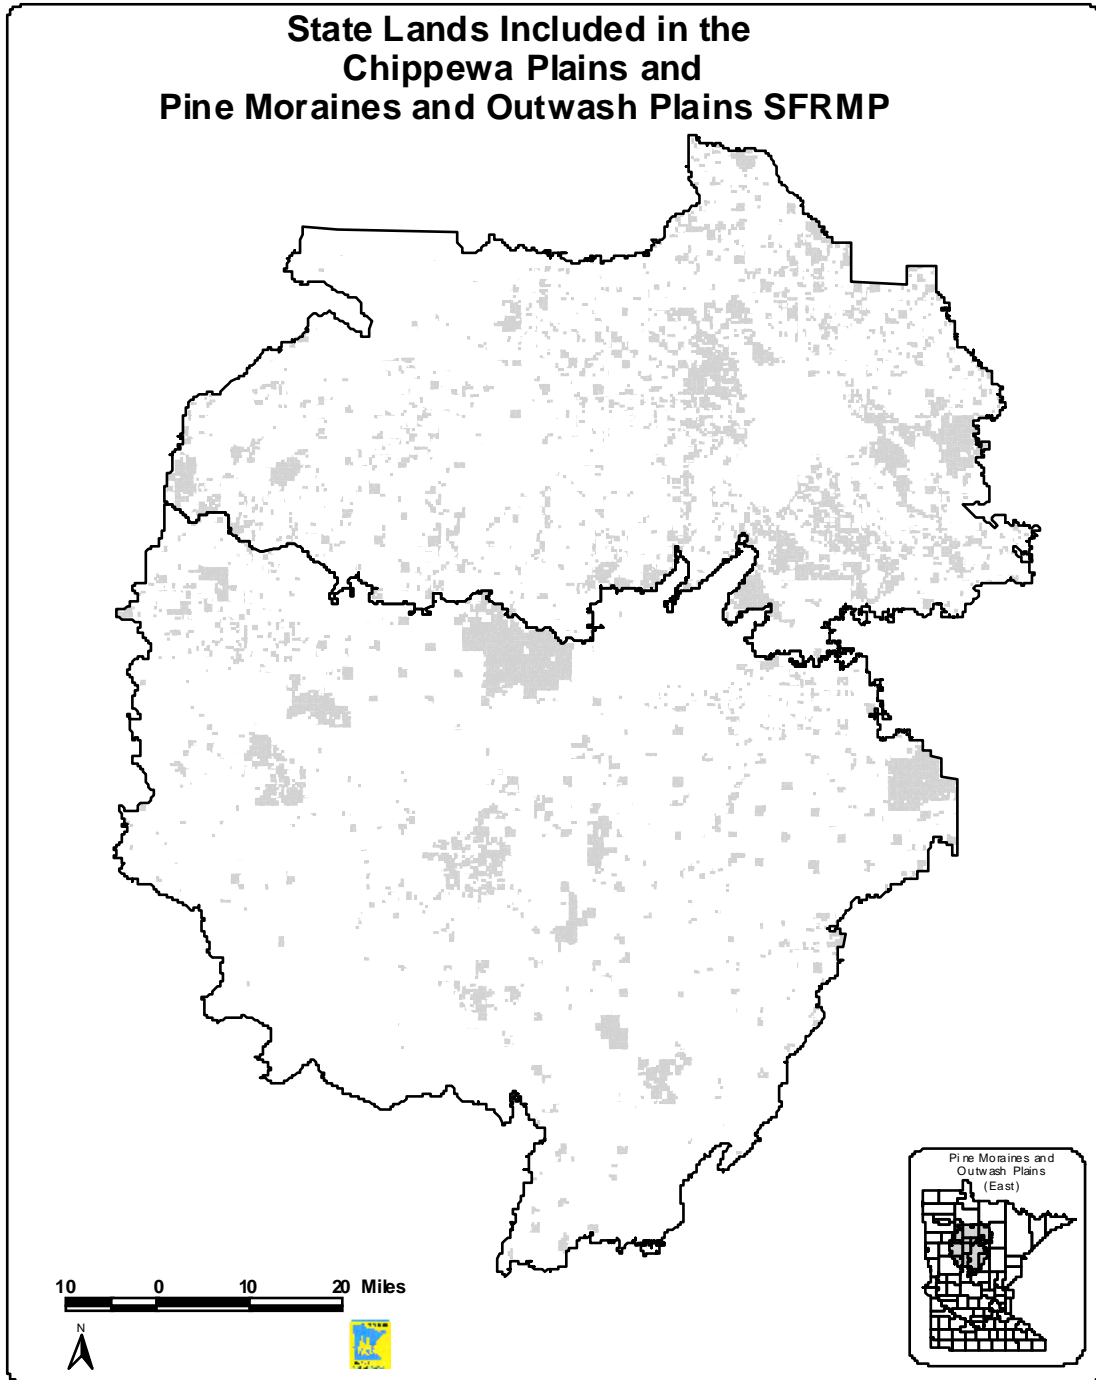 State Lands Included in the
Chippewa Plains and
Pine Moraines and Outwash Plains SFRMP
Pine Moraines and
Outwash Plains
(East)
10 0 10 20 Miles
N